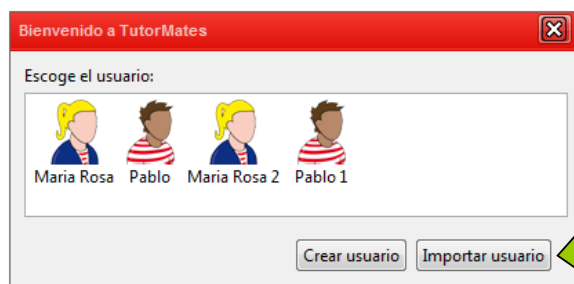 Bienvenido a TutorMates
Escoge el usuario:
Maria Rosa Pablo Maria Rosa 2 Pablo 1
Crear usuario Importar usuario